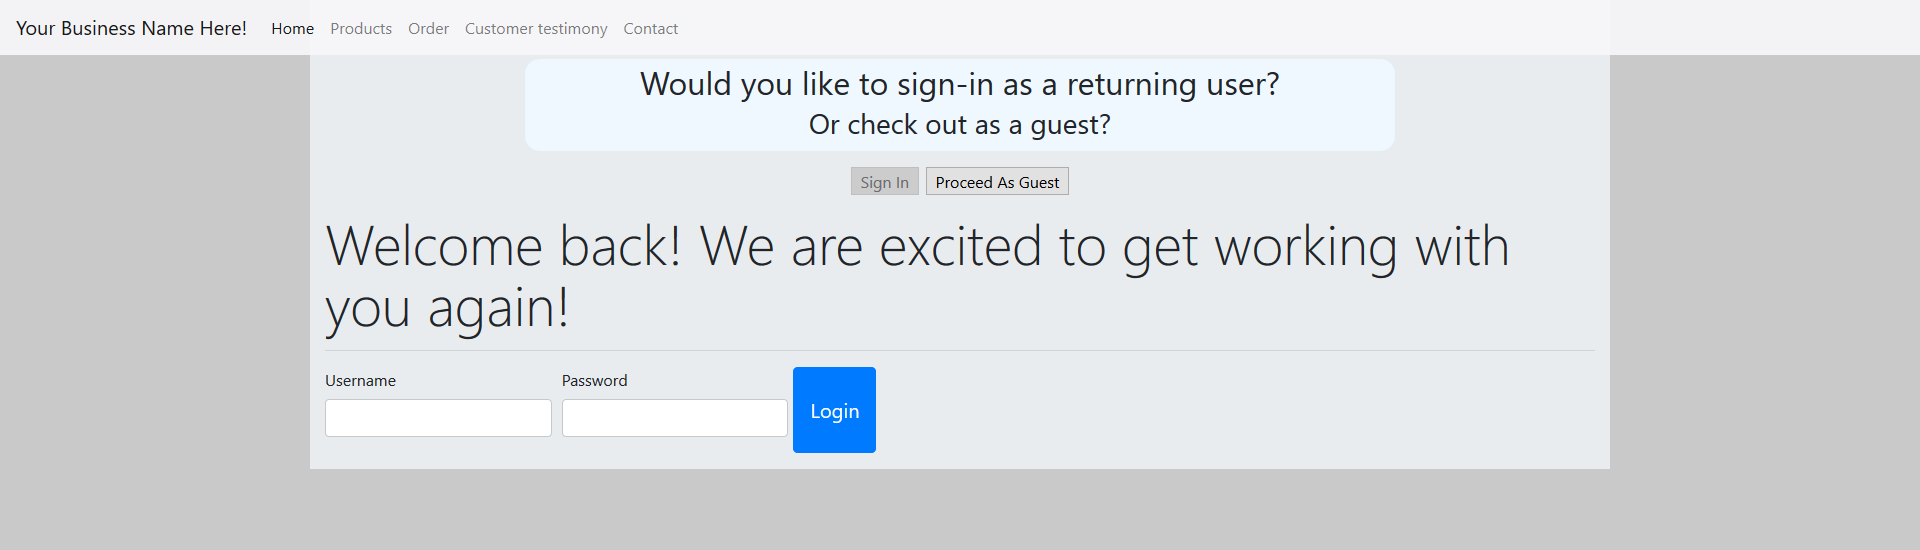 Your Business Name Here! Home Products Order Customer testimony Contact
Would you like to sign-in as a returning user?
Or check out as a guest?
Sign In Proceed As Guest
Welcome back! We are excited to get working with
you again!
Username Password
Login